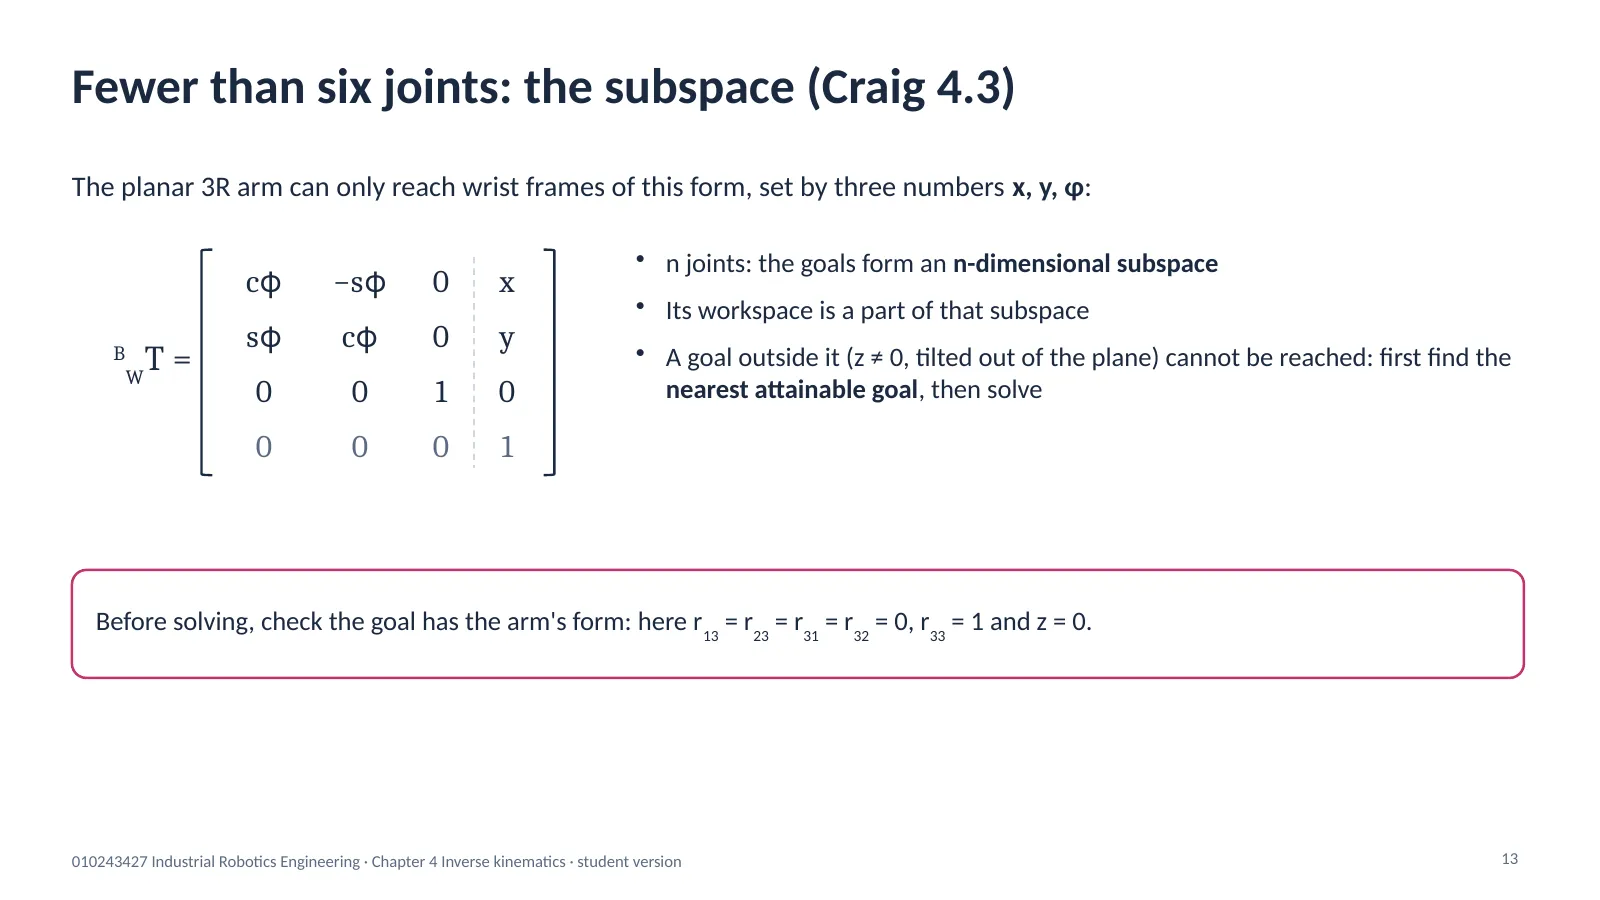 Fewer than six joints: the subspace (Craig 4.3)
The planar 3R arm can only reach wrist frames of this form, set by three numbers x, y, φ:
cϕ −sϕ 0 x
sϕ cϕ 0 y
B
W T =
0 0 1 0
0 0 0 1
• n joints: the goals form an n-dimensional subspace
• Its workspace is a part of that subspace
• A goal outside it (z ≠ 0, tilted out of the plane) cannot be reached: first find the
nearest attainable goal, then solve
Before solving, check the goal has the arm's form: here r13 = r23 = r31 = r32 = 0, r33 = 1 and z = 0.
010243427 Industrial Robotics Engineering · Chapter 4 Inverse kinematics · student version
13